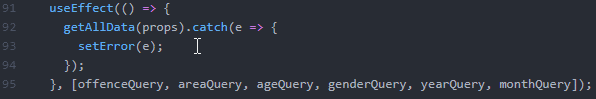 91 useEffect(() => {
92 getAllData(props).catch(e => {
93 setError(e);
94 });
95 }, [offenceQuery, areaQuery, ageQuery, genderQuery, yearQuery, monthQuery]);